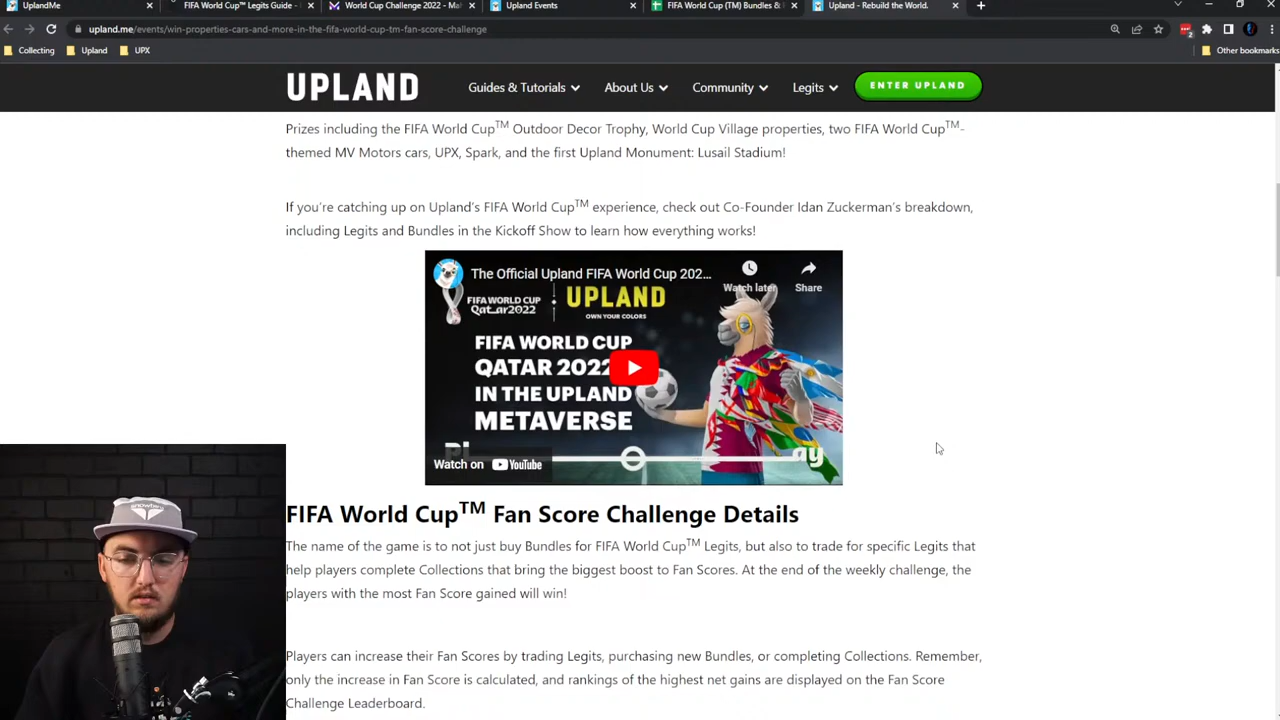 UplandMe
FIFA World Cup™ Legits Guide -
World Cup Challenge 2022 - Ma
Upland Events
FIFA World Cup (TM) Bundles &
Upland - Rebuild the World.
upland.me/events/win-properties-cars-and-more-in-the-fifa-world-cup-tm-fan-score-challenge
Collecting Upland UPX Other bookmarks
UPLAND Guides & Tutorials About Us Community Legits ENTER UPLAND
Prizes including the FIFA World Cup™ Outdoor Decor Trophy, World Cup Village properties, two FIFA World Cup™-
themed MV Motors cars, UPX, Spark, and the first Upland Monument: Lusail Stadium!
If you're catching up on Upland's FIFA World Cup™ experience, check out Co-Founder Idan Zuckerman's breakdown,
including Legits and Bundles in the Kickoff Show to learn how everything works!
The Official Upland FIFA World Cup 202...
Watch later Share
FIFA WORLD CUP
Qatar2022
UPLAND
OWN YOUR COLORS
FIFA WORLD CUP
QATAR 2022
IN THE UPLAND
METAVERSE
Watch on YouTube
FIFA World Cup™ Fan Score Challenge Details
The name of the game is to not just buy Bundles for FIFA World Cup™ Legits, but also to trade for specific Legits that
help players complete Collections that bring the biggest boost to Fan Scores. At the end of the weekly challenge, the
players with the most Fan Score gained will win!
Players can increase their Fan Scores by trading Legits, purchasing new Bundles, or completing Collections. Remember,
only the increase in Fan Score is calculated, and rankings of the highest net gains are displayed on the Fan Score
Challenge Leaderboard.